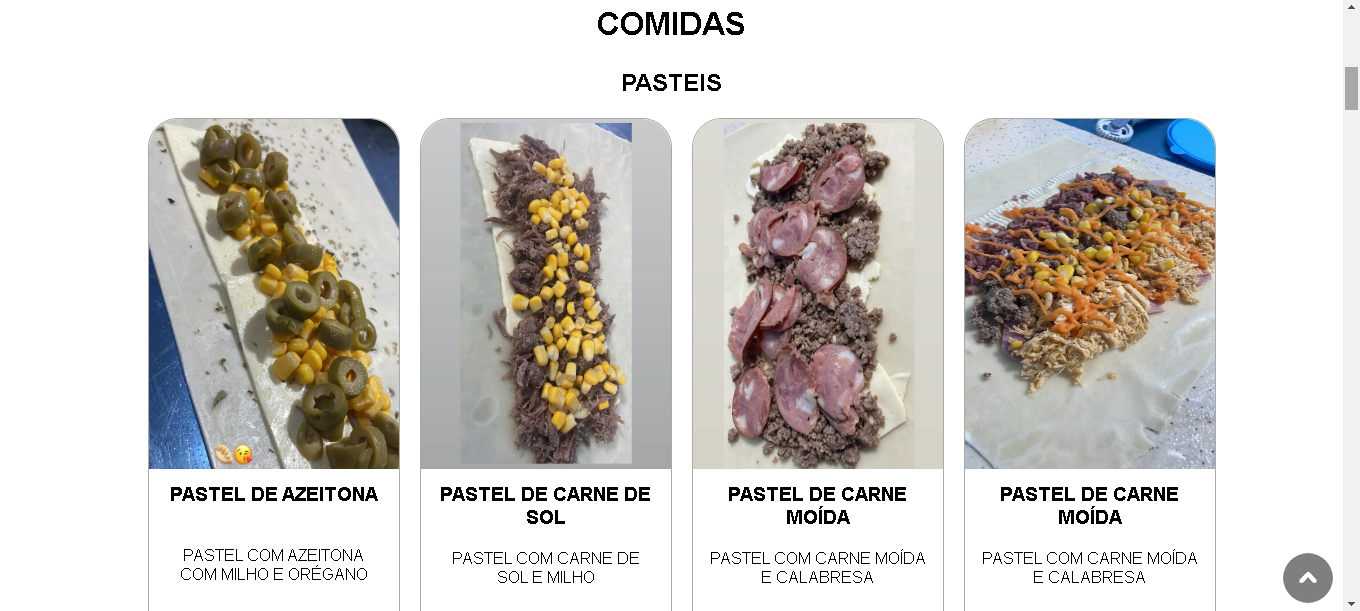 COMIDAS
PASTEIS
PASTEL DE AZEITONA
PASTEL COM AZEITONA
COM MILHO E ORÉGANO
PASTEL DE CARNE DE
SOL
PASTEL COM CARNE DE
SOL E MILHO
PASTEL DE CARNE
MOÍDA
PASTEL COM CARNE MOÍDA
E CALABRESA
PASTEL DE CARNE
MOÍDA
PASTEL COM CARNE MOÍDA
E CALABRESA